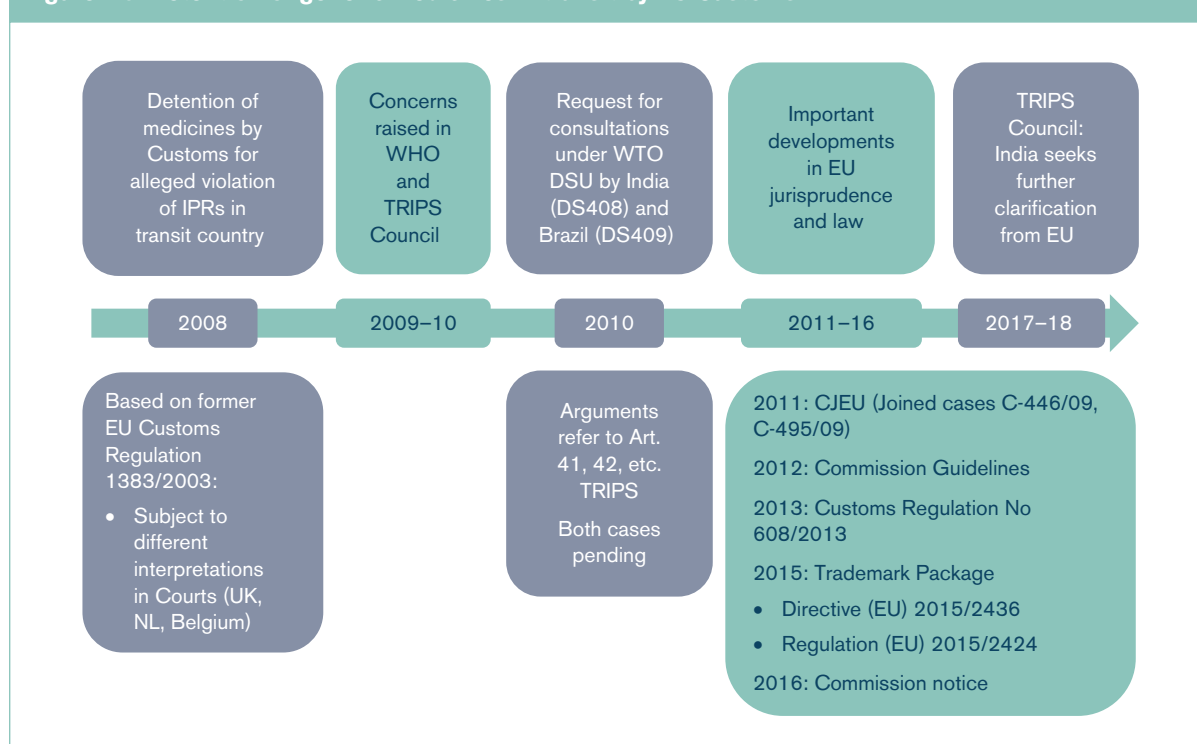 Detention of
medicines by
Customs for
alleged violation
of IPRs in
transit country
Concerns
raised in
WHO
and
TRIPS
Council
Request for
consultations
under WTO
DSU by India
(DS408) and
Brazil (DS409)
Important
developments
in EU
jurisprudence
and law
TRIPS
Council:
India seeks
further
clarification
from EU
2008
2009–10
2010
2011–16
2017–18
Based on former
EU Customs
Regulation
1383/2003:
• Subject to
different
interpretations
in Courts (UK,
NL, Belgium)
Arguments
refer to Art.
41, 42, etc.
TRIPS
Both cases
pending
2011: CJEU (Joined cases C-446/09,
C-495/09)
2012: Commission Guidelines
2013: Customs Regulation No
608/2013
2015: Trademark Package
• Directive (EU) 2015/2436
• Regulation (EU) 2015/2424
2016: Commission notice